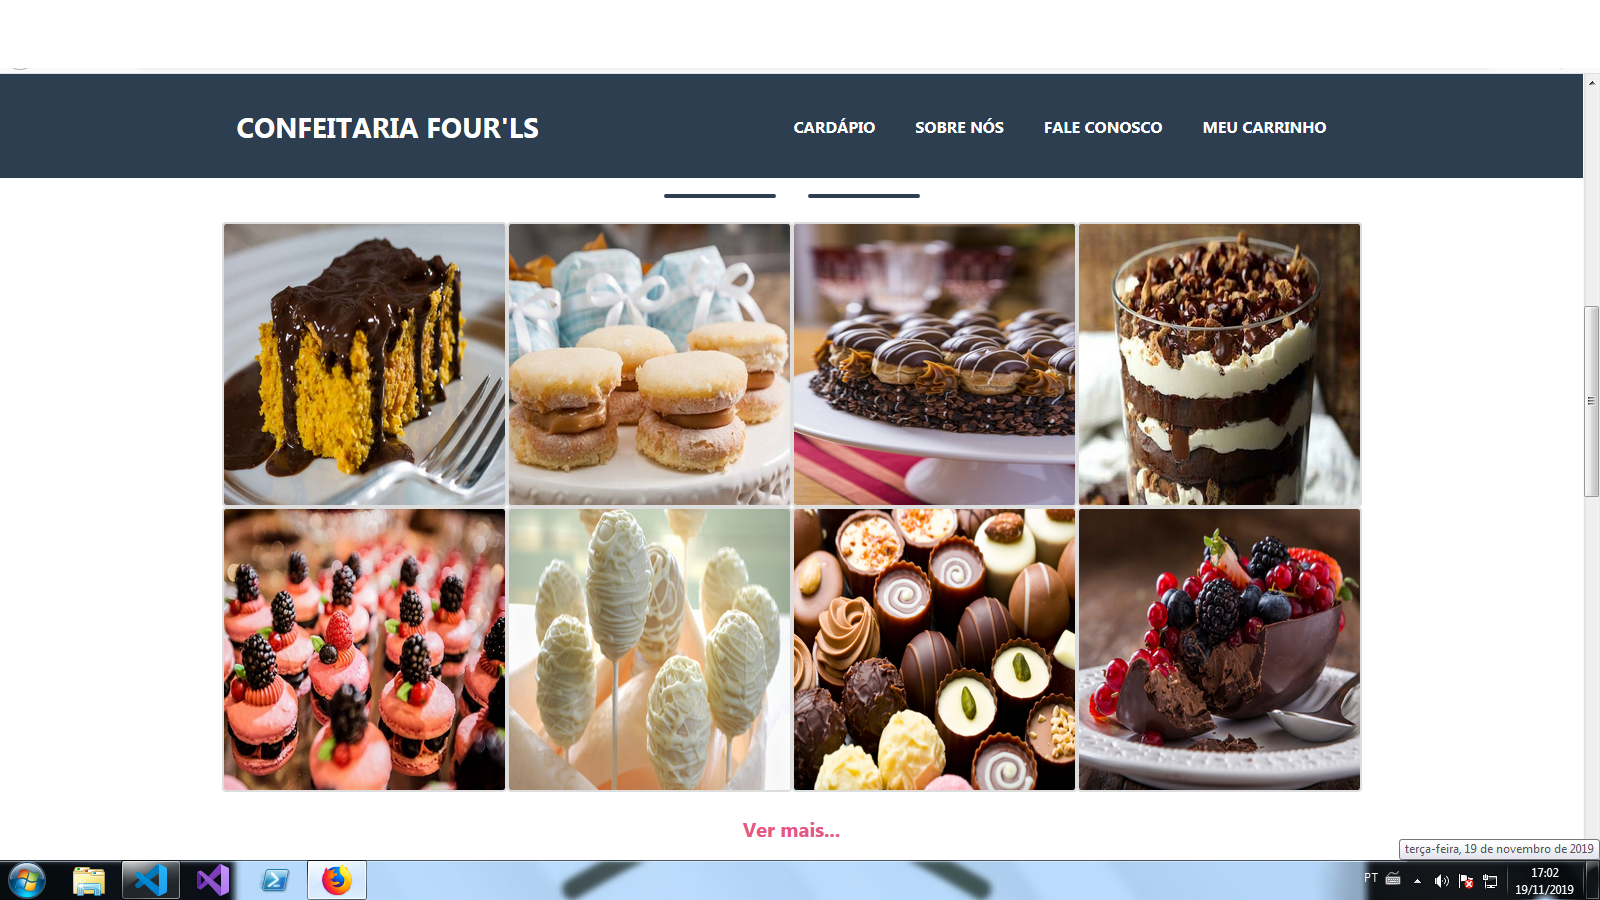 CONFEITARIA FOUR'LS
CARDÁPIO SOBRE NÓS FALE CONOSCO MEU CARRINHO
Ver mais...
terça-feira, 19 de novembro de 2019
PT
17:02
19/11/2019